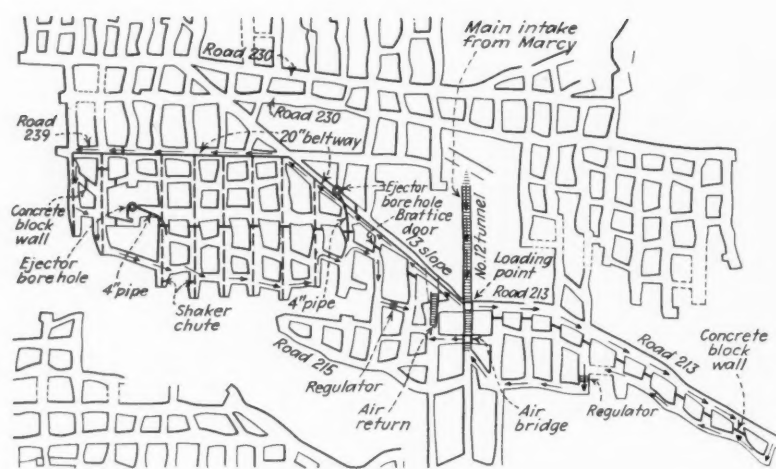 Main intake
from Marcy
Road 230
Road
239
Road 230
20" beltway
Ejector
bore hole
Brattice
door
13 slope
No.12 tunnel
Loading
point
Road 213
Concrete
block
wall
Ejector
bore hole
4" pipe
Shaker
chute
4" pipe
Road 215
Regulator
Air
return
Air
bridge
Regulator
Road 213
Concrete
block
wall